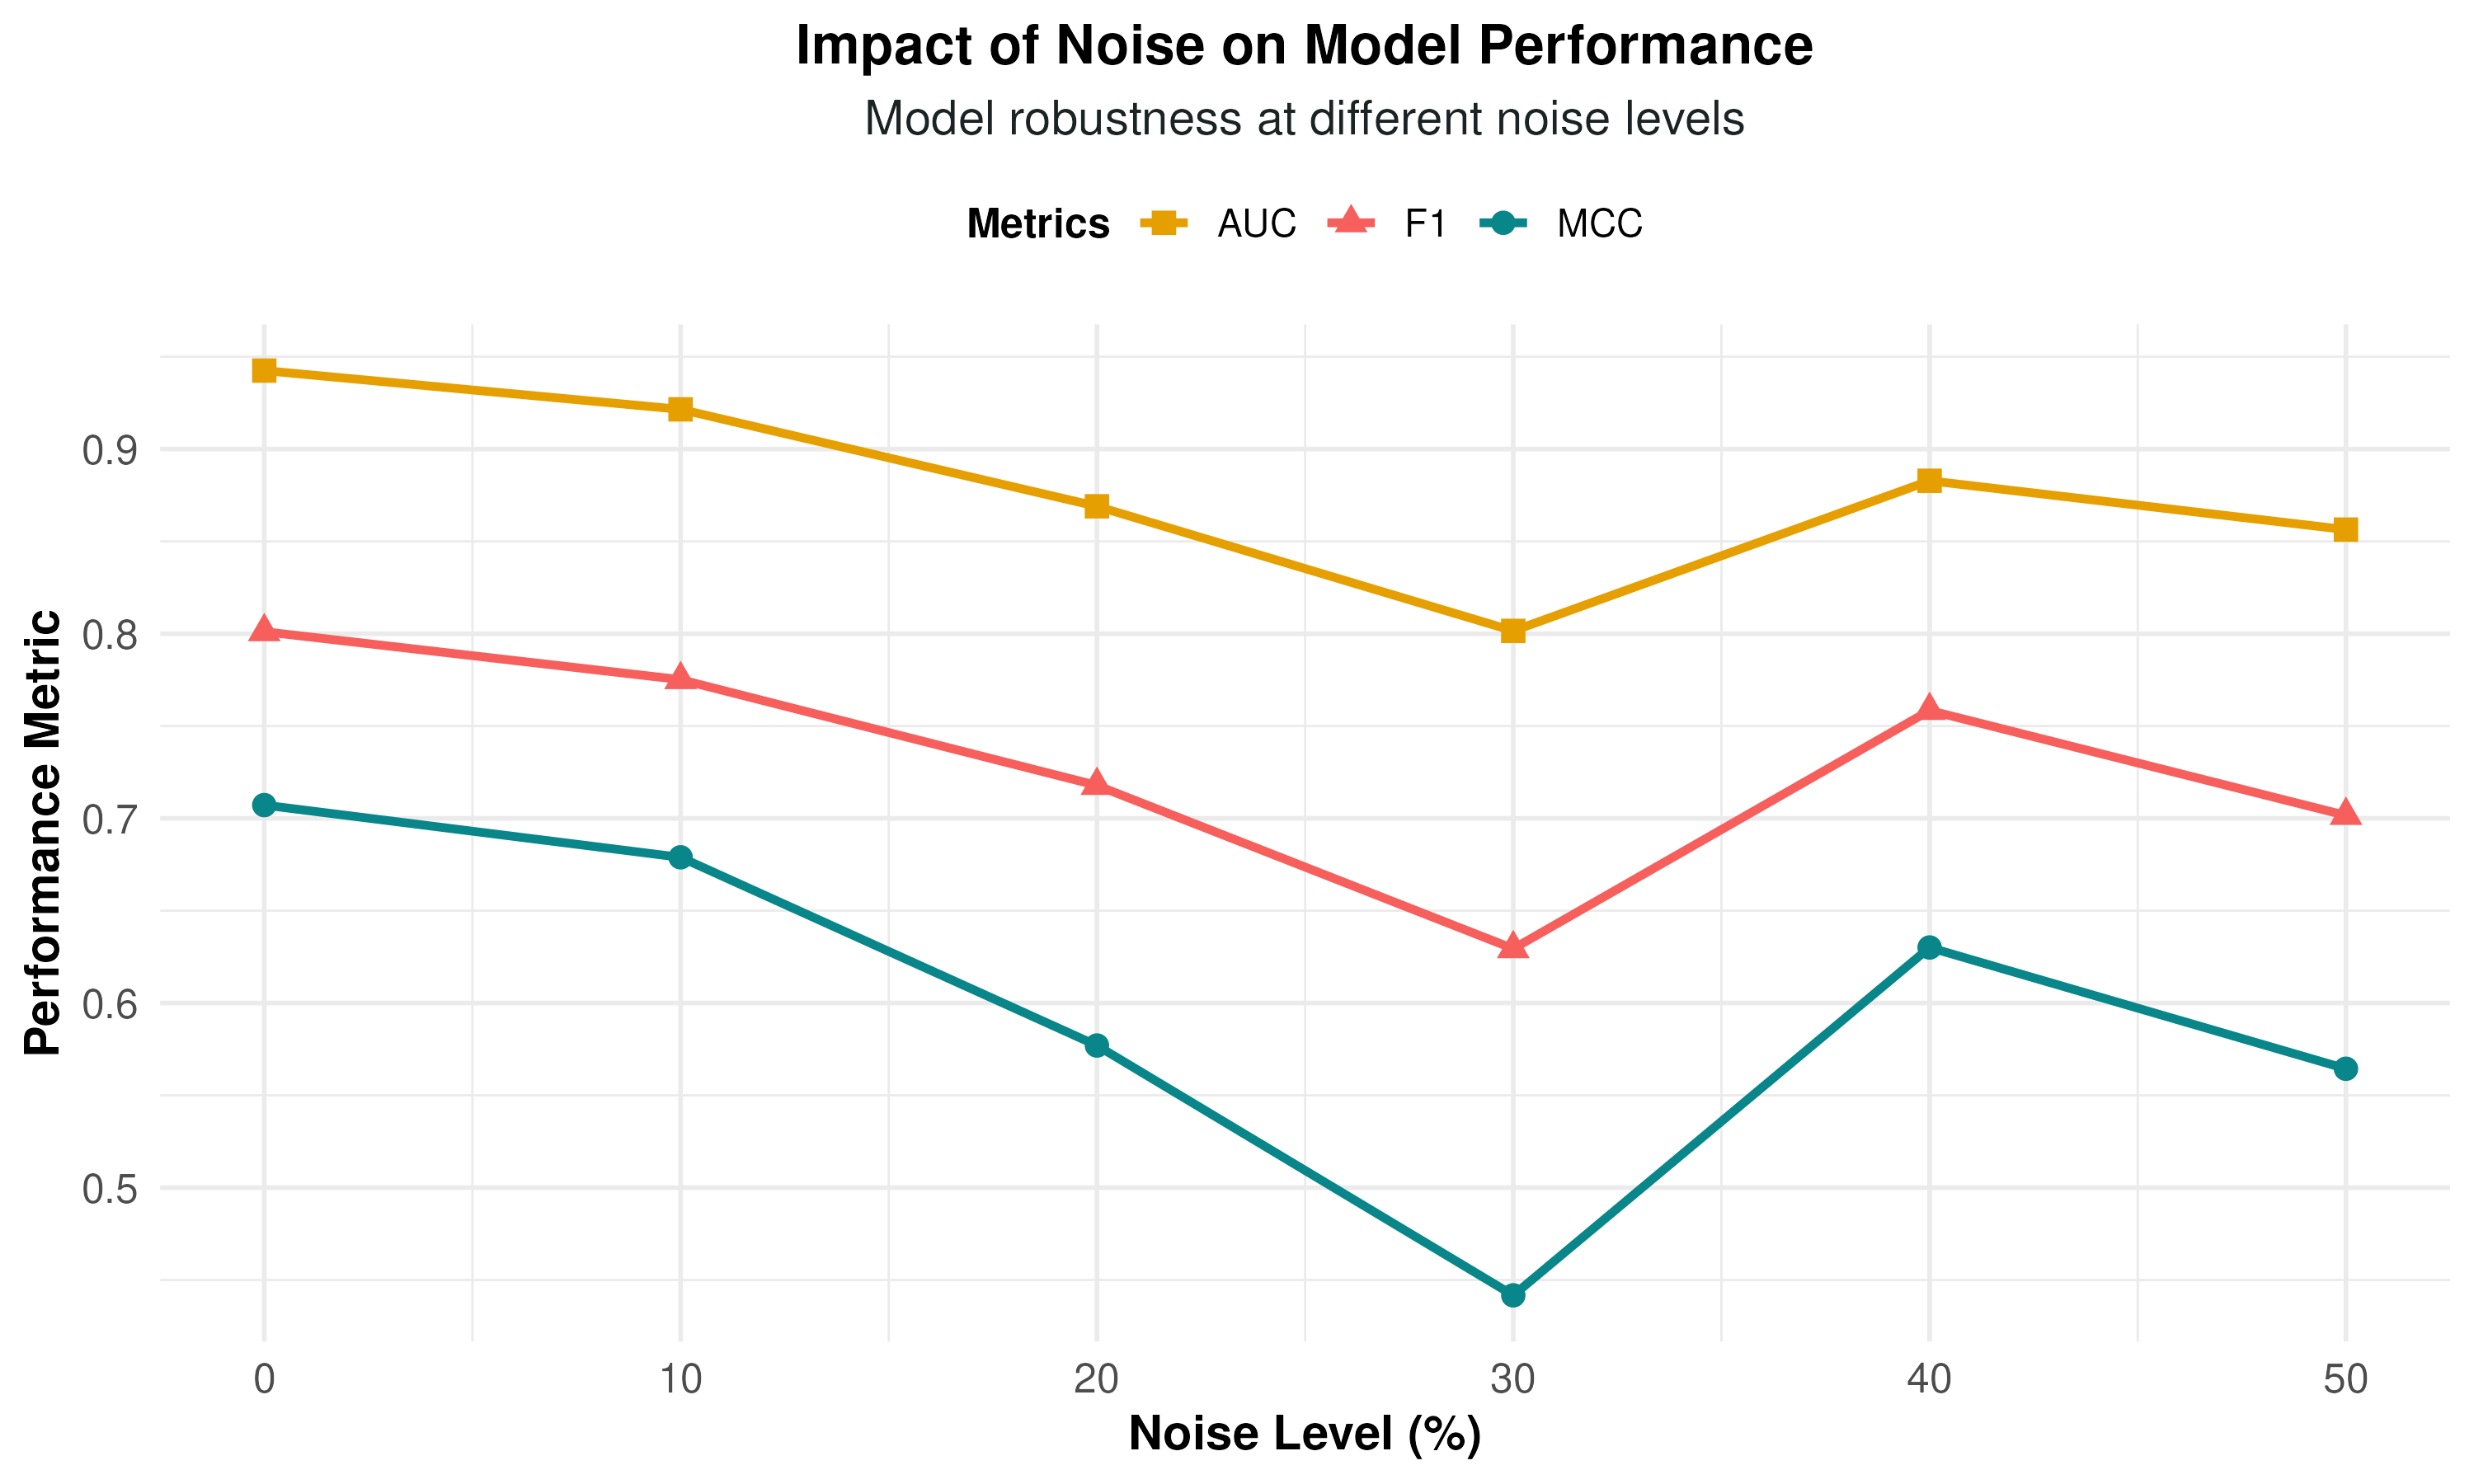 Impact of Noise on Model Performance
Model robustness at different noise levels
Metrics AUC F1 MCC
Performance Metric
0.9
0.8
0.7
0.6
0.5
0 10 20 30 40 50
Noise Level (%)